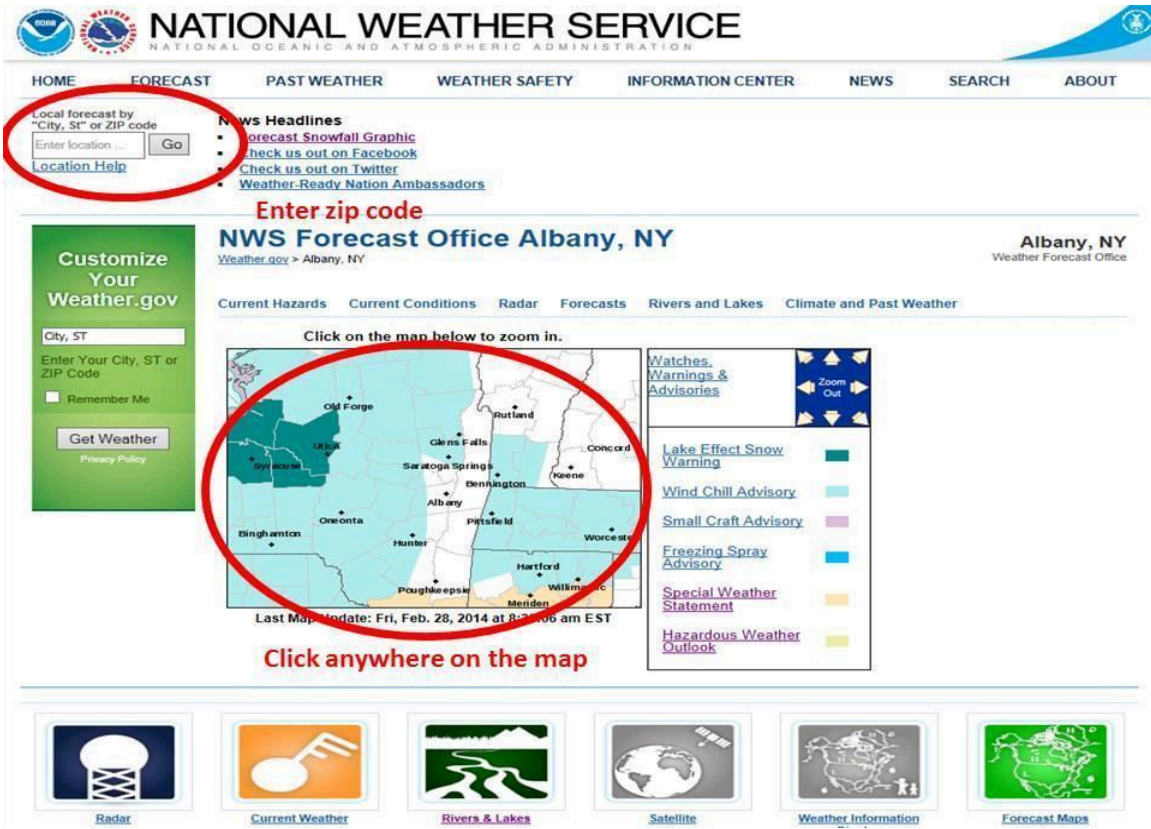 NOAA
NATIONAL WEATHER SERVICE
NATIONAL OCEANIC AND ATMOSPHERIC ADMINISTRATION
HOME FORECAST PAST WEATHER WEATHER SAFETY INFORMATION CENTER NEWS SEARCH ABOUT
Local forecast by
"City, St" or ZIP code
Enter location ... Go
Location Help
News Headlines
Forecast Snowfall Graphic
Check us out on Facebook
Check us out on Twitter
Weather-Ready Nation Ambassadors
Enter zip code
Customize
Your
Weather.gov
City, ST
Enter Your City, ST or
ZIP Code
Remember Me
Get Weather
Privacy Policy
NWS Forecast Office Albany, NY
Weather.gov > Albany, NY
Albany, NY
Weather Forecast Office
Current Hazards Current Conditions Radar Forecasts Rivers and Lakes Climate and Past Weather
Click on the map below to zoom in.
Old Forge
Rutland
Utica
Glens Falls
Concord
Syracuse
Saratoga Springs
Keene
Bennington
Albany
Oneonta
Pittsfield
Binghamton
Hunter
Worceste
Hartford
Poughkeepsie
Meriden
Last Map Update: Fri, Feb. 28, 2014 at 8: :06 am EST
Click anywhere on the map
Watches,
Warnings &
Advisories
Zoom
Out
Lake Effect Snow
Warning
Wind Chill Advisory
Small Craft Advisory
Freezing Spray
Advisory
Special Weather
Statement
Hazardous Weather
Outlook
Radar
Current Weather
Rivers & Lakes
Satellite
Weather Information
Forecast Maps